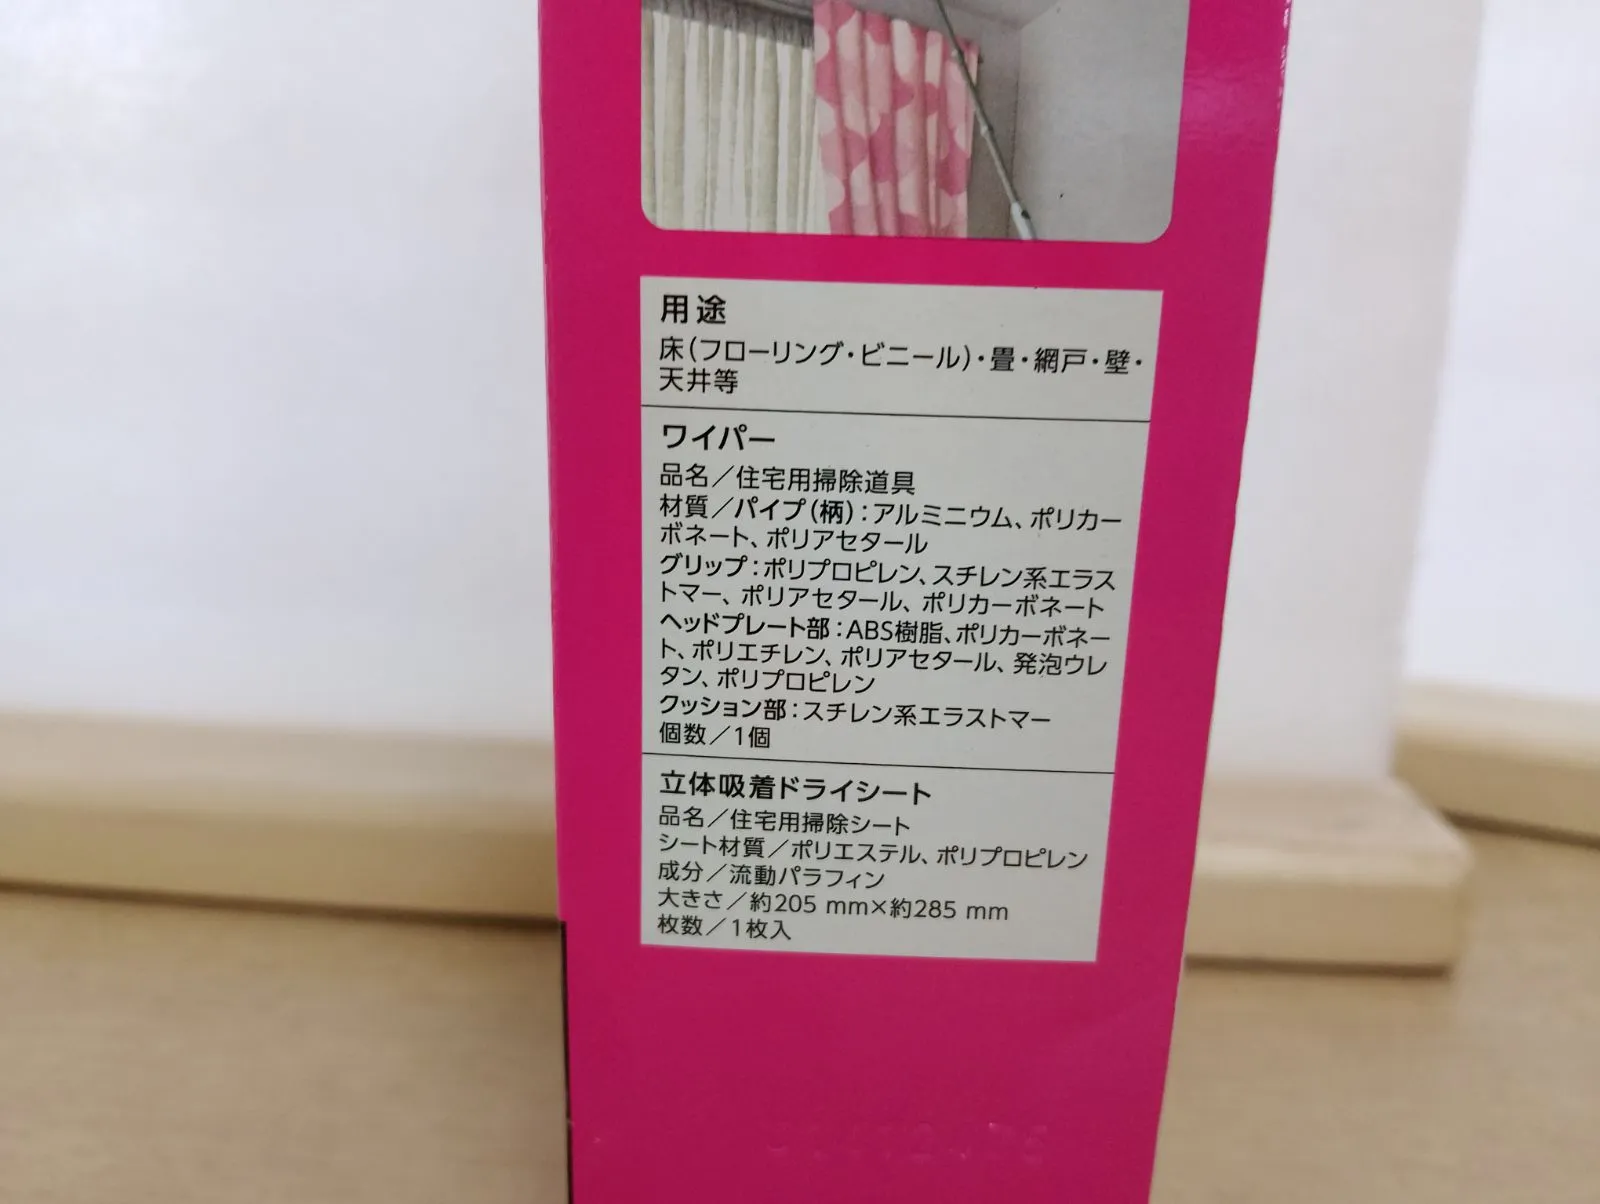 用途
床(フローリング・ビニール)・畳・網戸・壁・
天井等
ワイパー
品名／住宅用掃除道具
材質／パイプ(柄)：アルミニウム、ポリカー
ボネート、ポリアセタール
グリップ：ポリプロピレン、スチレン系エラス
トマー、ポリアセタール、ポリカーボネート
ヘッドプレート部：ABS樹脂、ポリカーボネー
ト、ポリエチレン、ポリアセタール、発泡ウレ
タン、ポリプロピレン
クッション部：スチレン系エラストマー
個数／1個
立体吸着ドライシート
品名／住宅用掃除シート
シート材質／ポリエステル、ポリプロピレン
成分／流動パラフィン
大きさ／約205 mm×約285 mm
枚数／1枚入